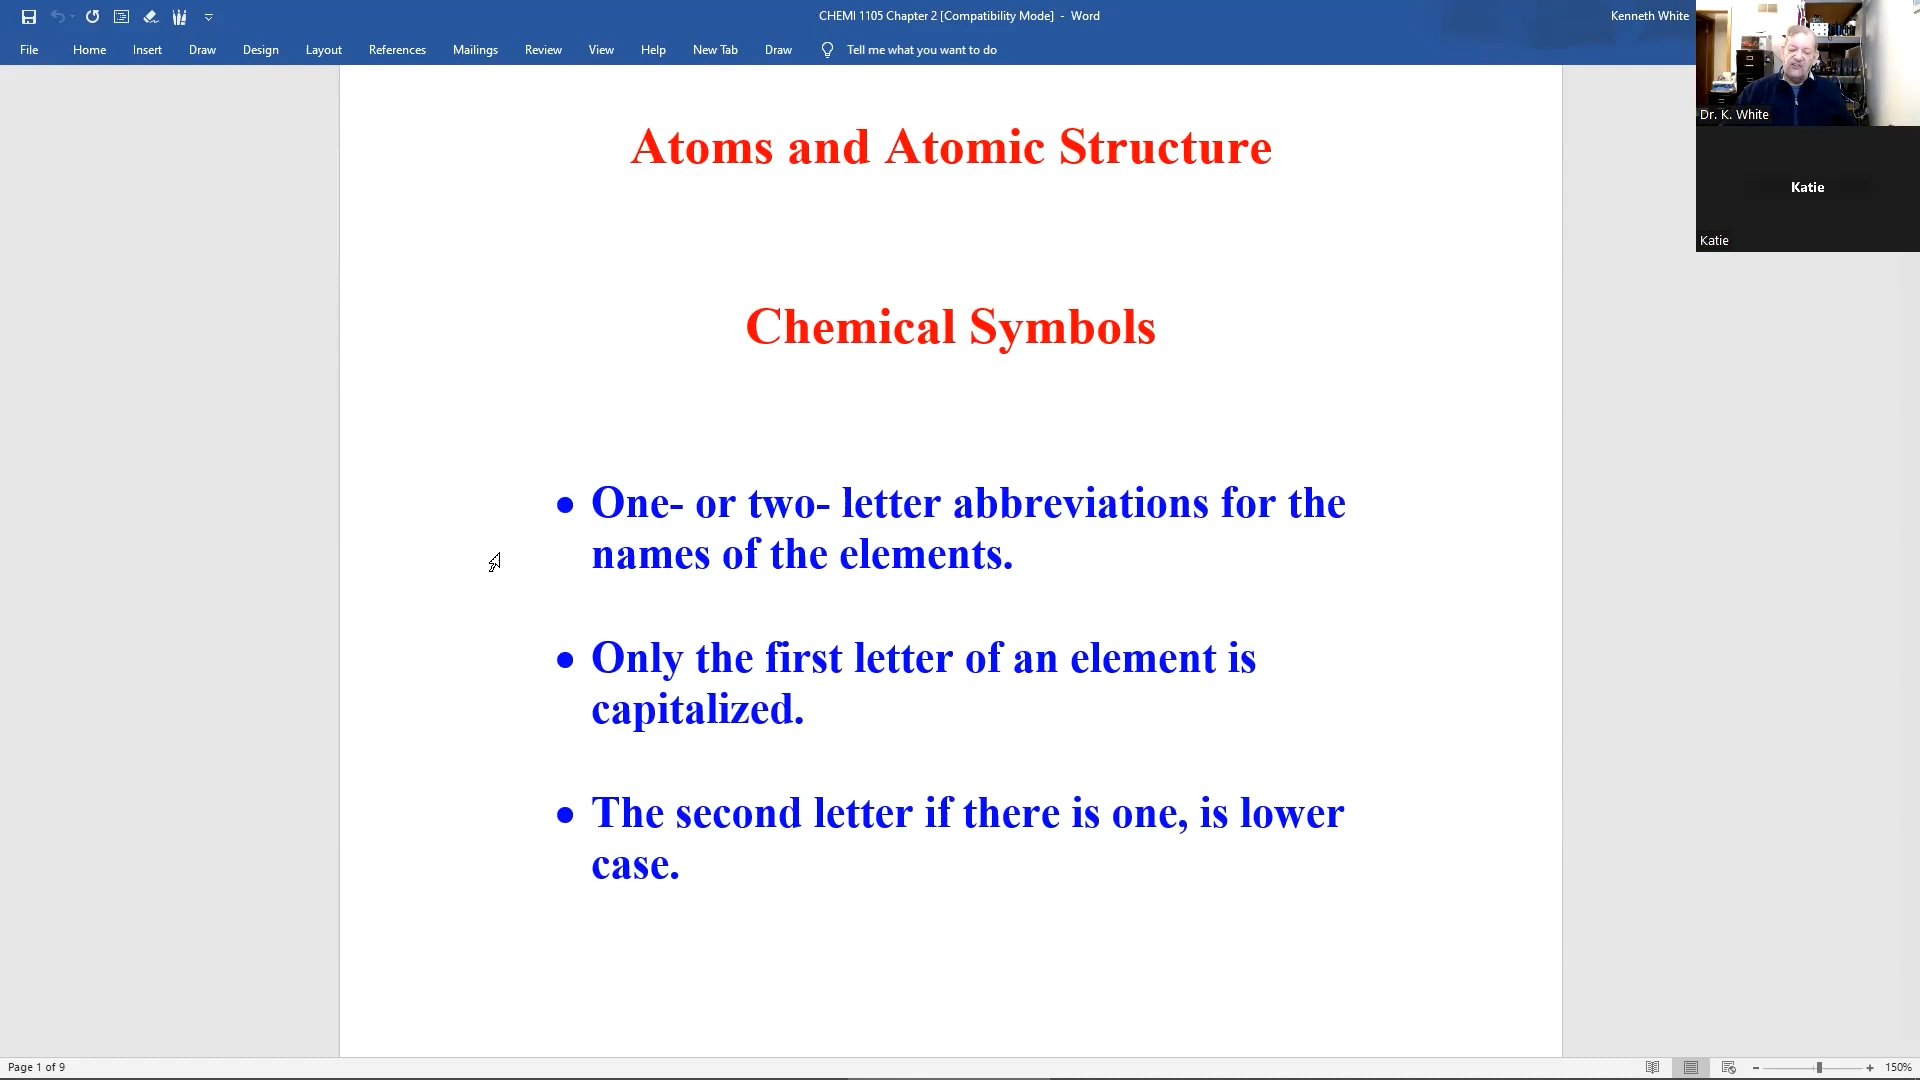 CHEMI 1105 Chapter 2 [Compatibility Mode] - Word
Kenneth White
File Home Insert Draw Design Layout References Mailings Review View Help New Tab Draw Tell me what you want to do
Dr. K. White
Katie
Katie
Atoms and Atomic Structure
Chemical Symbols
• One- or two- letter abbreviations for the
names of the elements.
• Only the first letter of an element is
capitalized.
• The second letter if there is one, is lower
case.
Page 1 of 9
150%